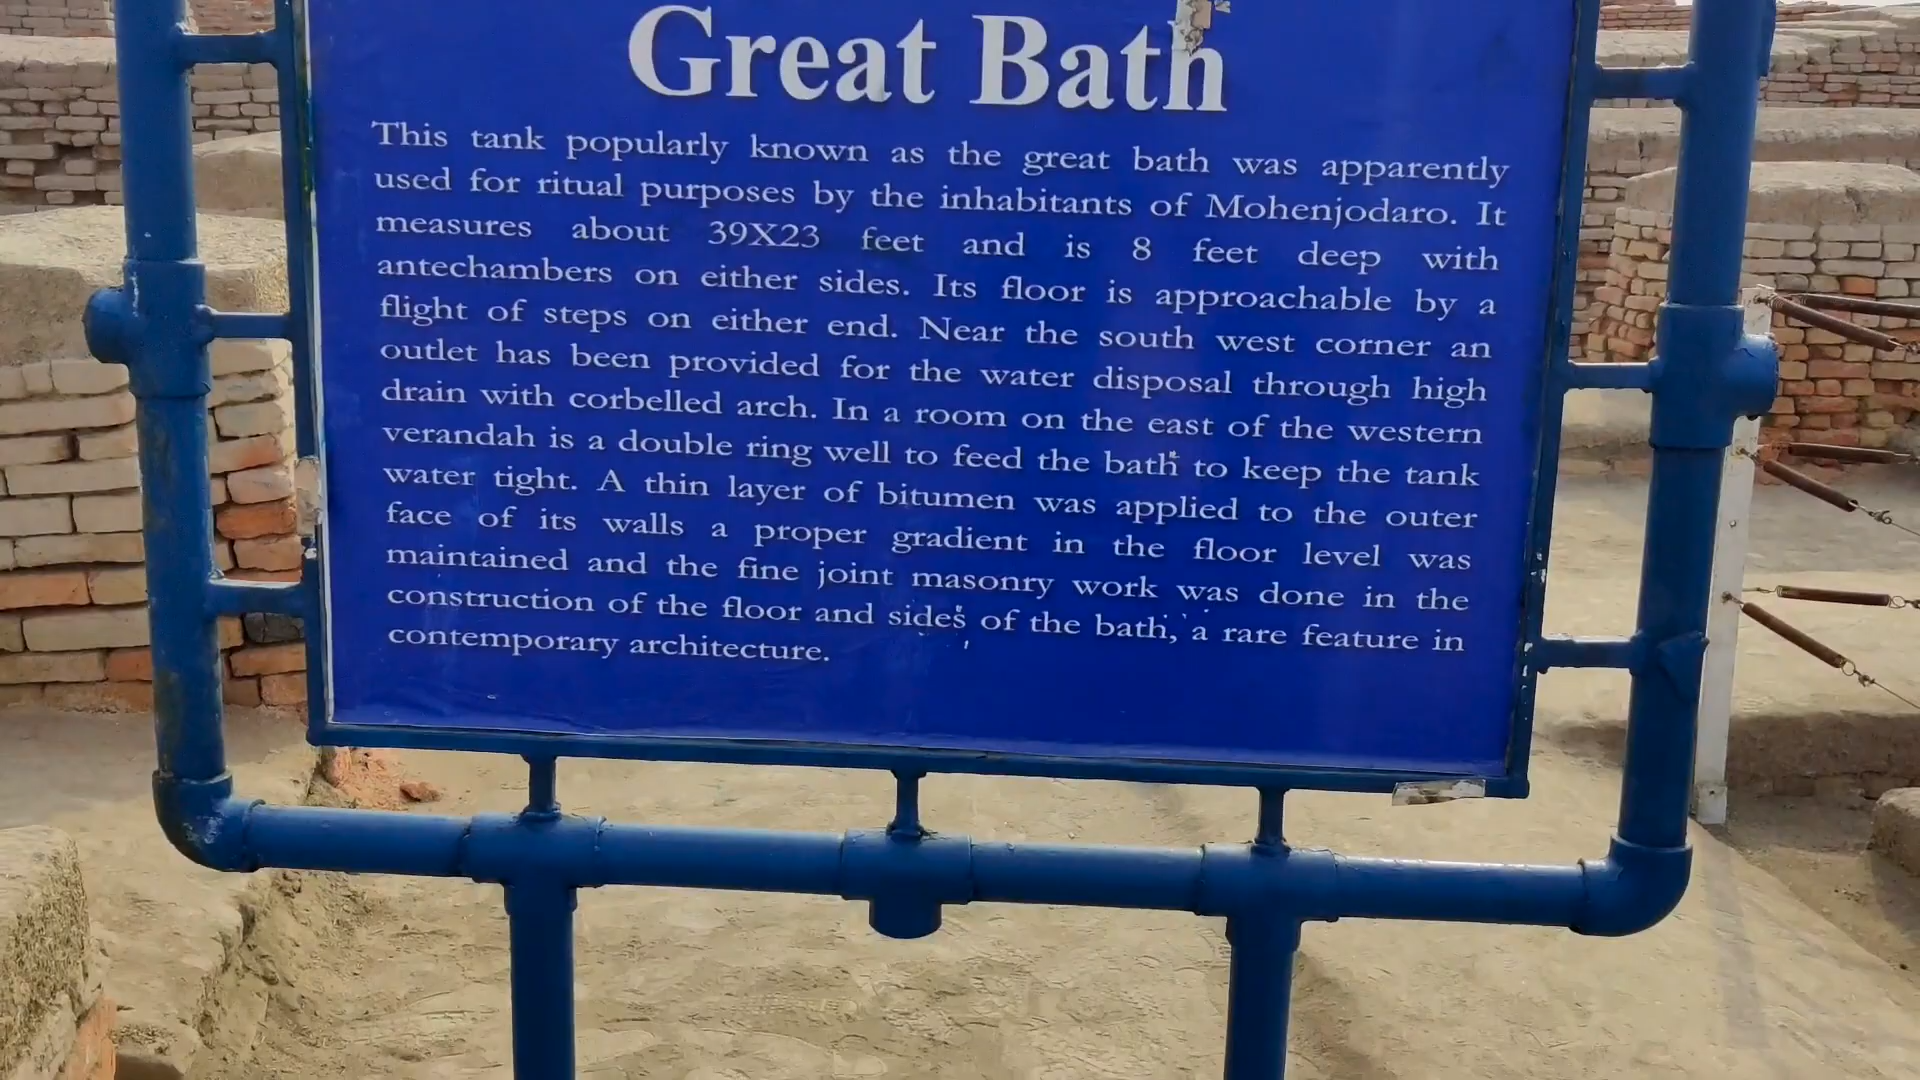 Great Bath
This tank popularly known as the great bath was apparently
used for ritual purposes by the inhabitants of Mohenjodaro. It
measures about 39X23 feet and is 8 feet deep with
antechambers on either sides. Its floor is approachable by a
flight of steps on either end. Near the south west corner an
outlet has been provided for the water disposal through high
drain with corbelled arch. In a room on the east of the western
verandah is a double ring well to feed the bath to keep the tank
water tight. A thin layer of bitumen was applied to the outer
face of its walls a proper gradient in the floor level was
maintained and the fine joint masonry work was done in the
construction of the floor and sides of the bath, a rare feature in
contemporary architecture.